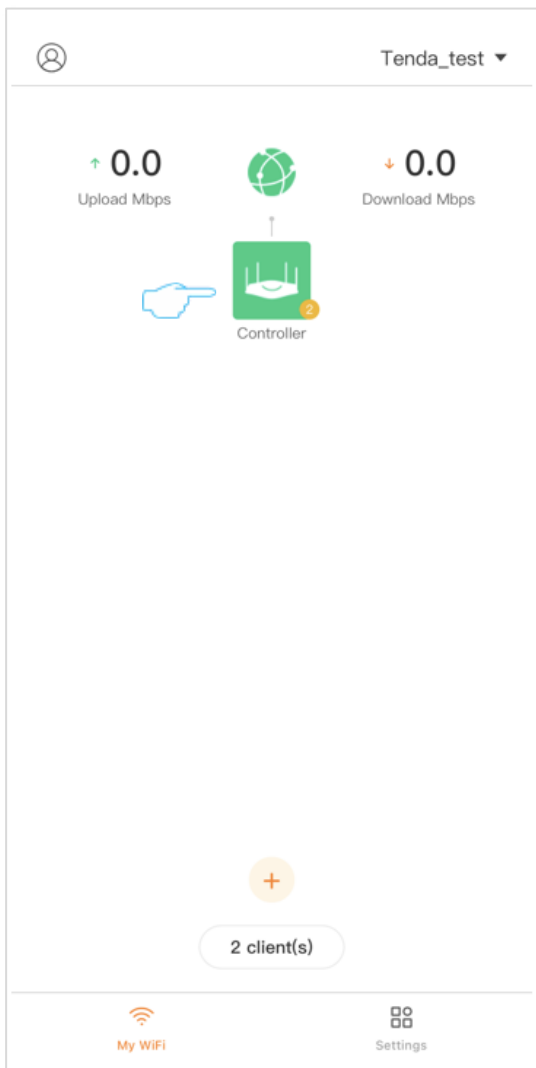 Tenda_test
0.0
Upload Mbps
0.0
Download Mbps
2
Controller
2 client(s)
My WiFi
Settings